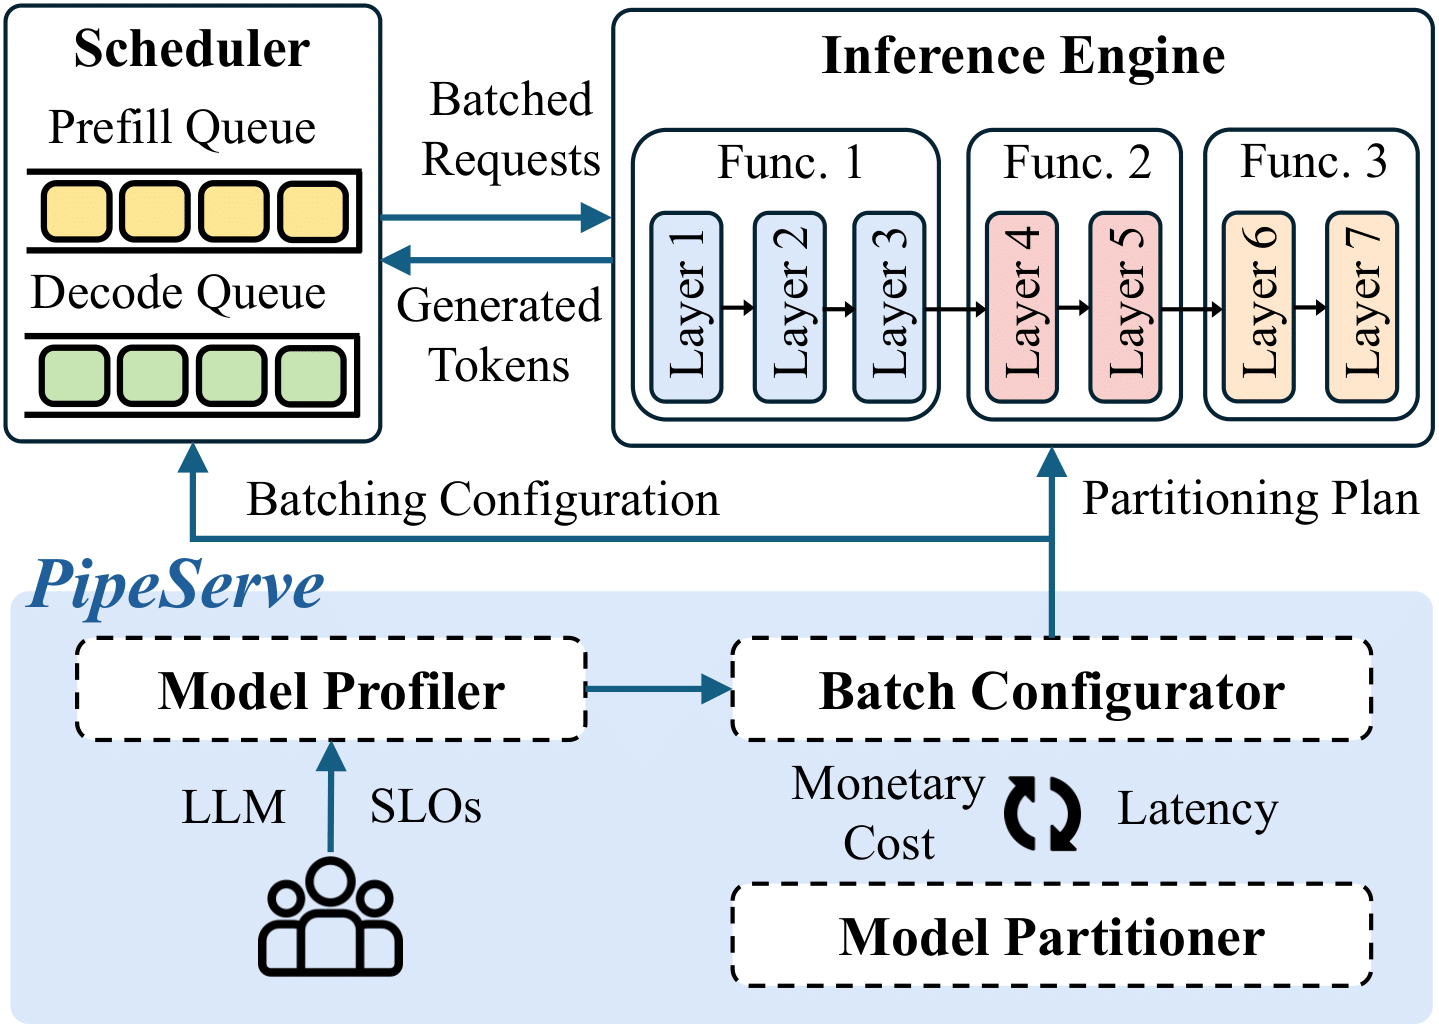 Scheduler
Prefill Queue
Decode Queue
Batched
Requests
Generated
Tokens
Inference Engine
Func. 1
Layer 1
Layer 2
Layer 3
Func. 2
Layer 4
Layer 5
Func. 3
Layer 6
Layer 7
Batching Configuration
Partitioning Plan
PipeServe
Model Profiler
Batch Configurator
LLM
SLOs
Monetary
Cost
Latency
Model Partitioner